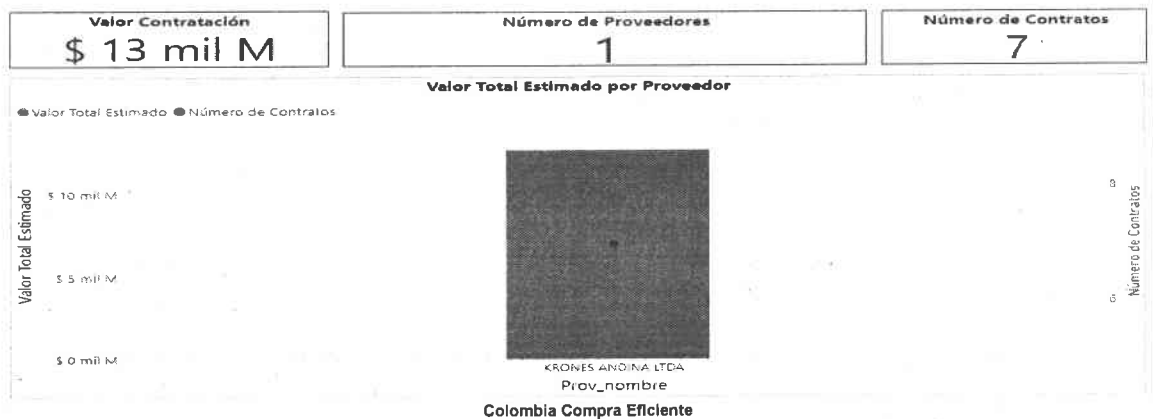 Valor Contratación
$ 13 mil M
Número de Proveedores
1
Número de Contratos
7
Valor Total Estimado por Proveedor
Valor Total Estimado Número de Contratos
Valor Total Estimado
$ 10 mil M
$ 5 mil M
$ 0 mil M
8
6
Número de Contratos
KRONES ANDINA LTDA
Prov_nombre
Colombia Compra Eficiente